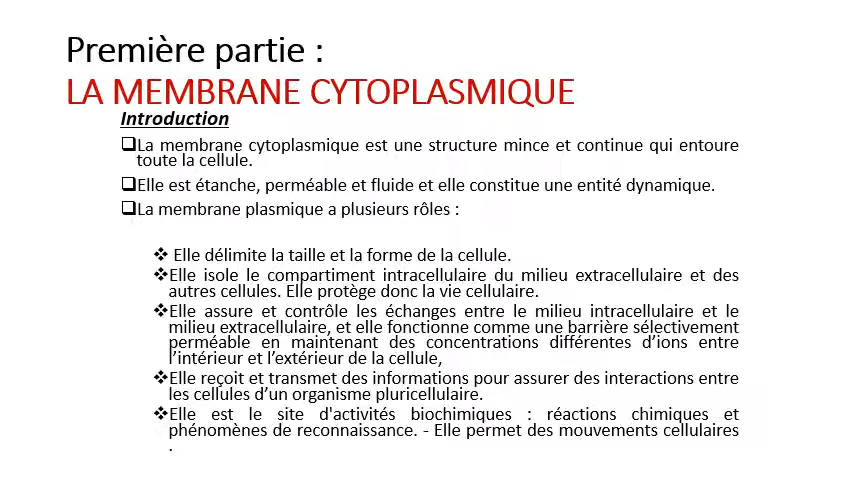 Première partie :
LA MEMBRANE CYTOPLASMIQUE
Introduction
❑La membrane cytoplasmique est une structure mince et continue qui entoure
toute la cellule.
❑Elle est étanche, perméable et fluide et elle constitue une entité dynamique.
❑La membrane plasmique a plusieurs rôles :
❖ Elle délimite la taille et la forme de la cellule.
❖Elle isole le compartiment intracellulaire du milieu extracellulaire et des
autres cellules. Elle protège donc la vie cellulaire.
❖Elle assure et contrôle les échanges entre le milieu intracellulaire et le
milieu extracellulaire, et elle fonctionne comme une barrière sélectivement
perméable en maintenant des concentrations différentes d'ions entre
l'intérieur et l'extérieur de la cellule,
❖Elle reçoit et transmet des informations pour assurer des interactions entre
les cellules d'un organisme pluricellulaire.
❖Elle est le site d'activités biochimiques : réactions chimiques et
phénomènes de reconnaissance. - Elle permet des mouvements cellulaires
.